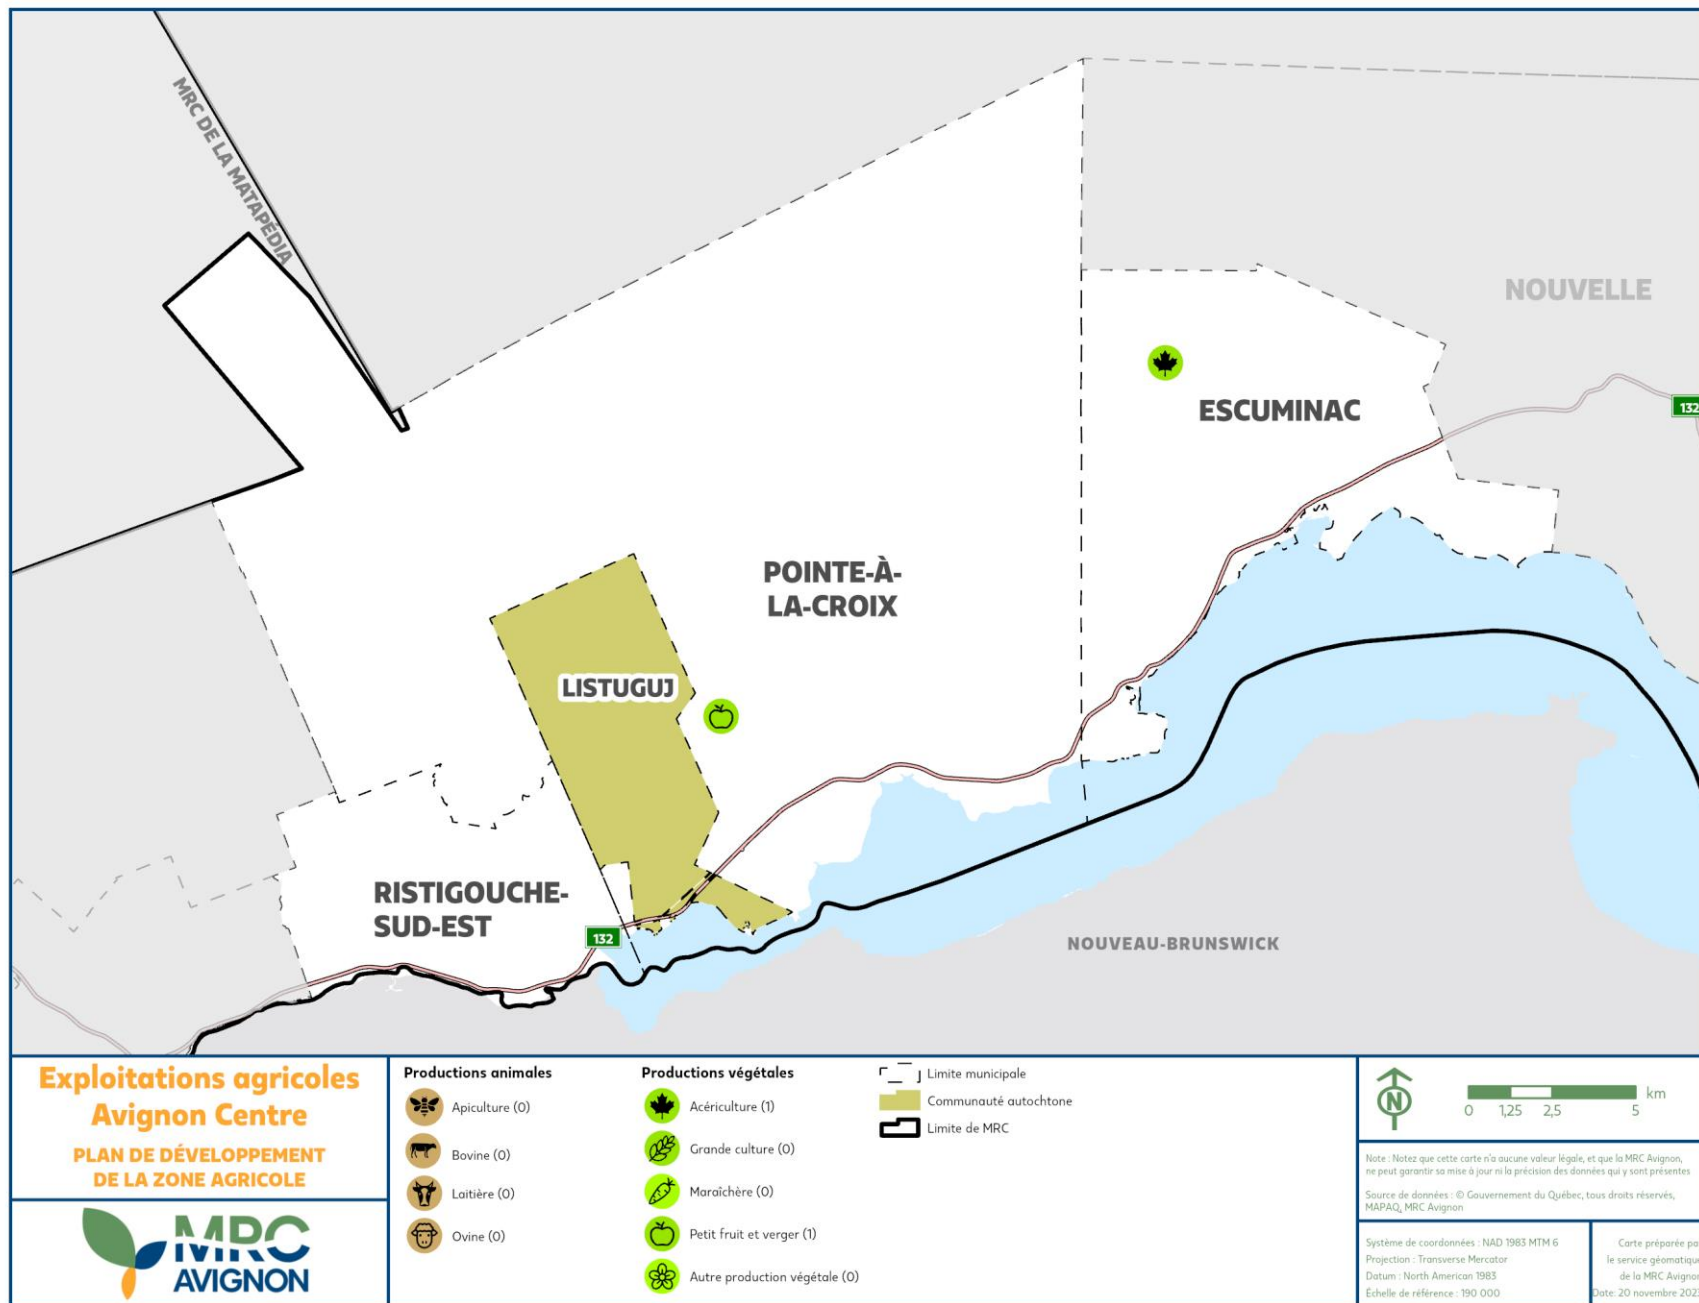 MRC DE LA MATAPÉDIA
NOUVELLE
132
ESCUMINAC
POINTE-À-
LA-CROIX
LISTUGUJ
RISTIGOUCHE-
SUD-EST
132
NOUVEAU-BRUNSWICK
Exploitations agricoles
Avignon Centre
PLAN DE DÉVELOPPEMENT
DE LA ZONE AGRICOLE
MRC
AVIGNON
Productions animales
Apiculture (0)
Bovine (0)
Laitière (0)
Ovine (0)
Productions végétales
Acériculture (1)
Grande culture (0)
Maraîchère (0)
Petit fruit et verger (1)
Autre production végétale (0)
Limite municipale
Communauté autochtone
Limite de MRC
N
0 1,25 2,5 5 km
Note : Notez que cette carte n'a aucune valeur légale, et que la MRC Avignon,
ne peut garantir sa mise à jour ni la précision des données qui y sont présentes
Source de données : © Gouvernement du Québec, tous droits réservés,
MAPAQ, MRC Avignon
Système de coordonnées : NAD 1983 MTM 6
Projection : Transverse Mercator
Datum : North American 1983
Échelle de référence : 190 000
Carte préparée pa
le service géomatique
de la MRC Avignon
Date: 20 novembre 202